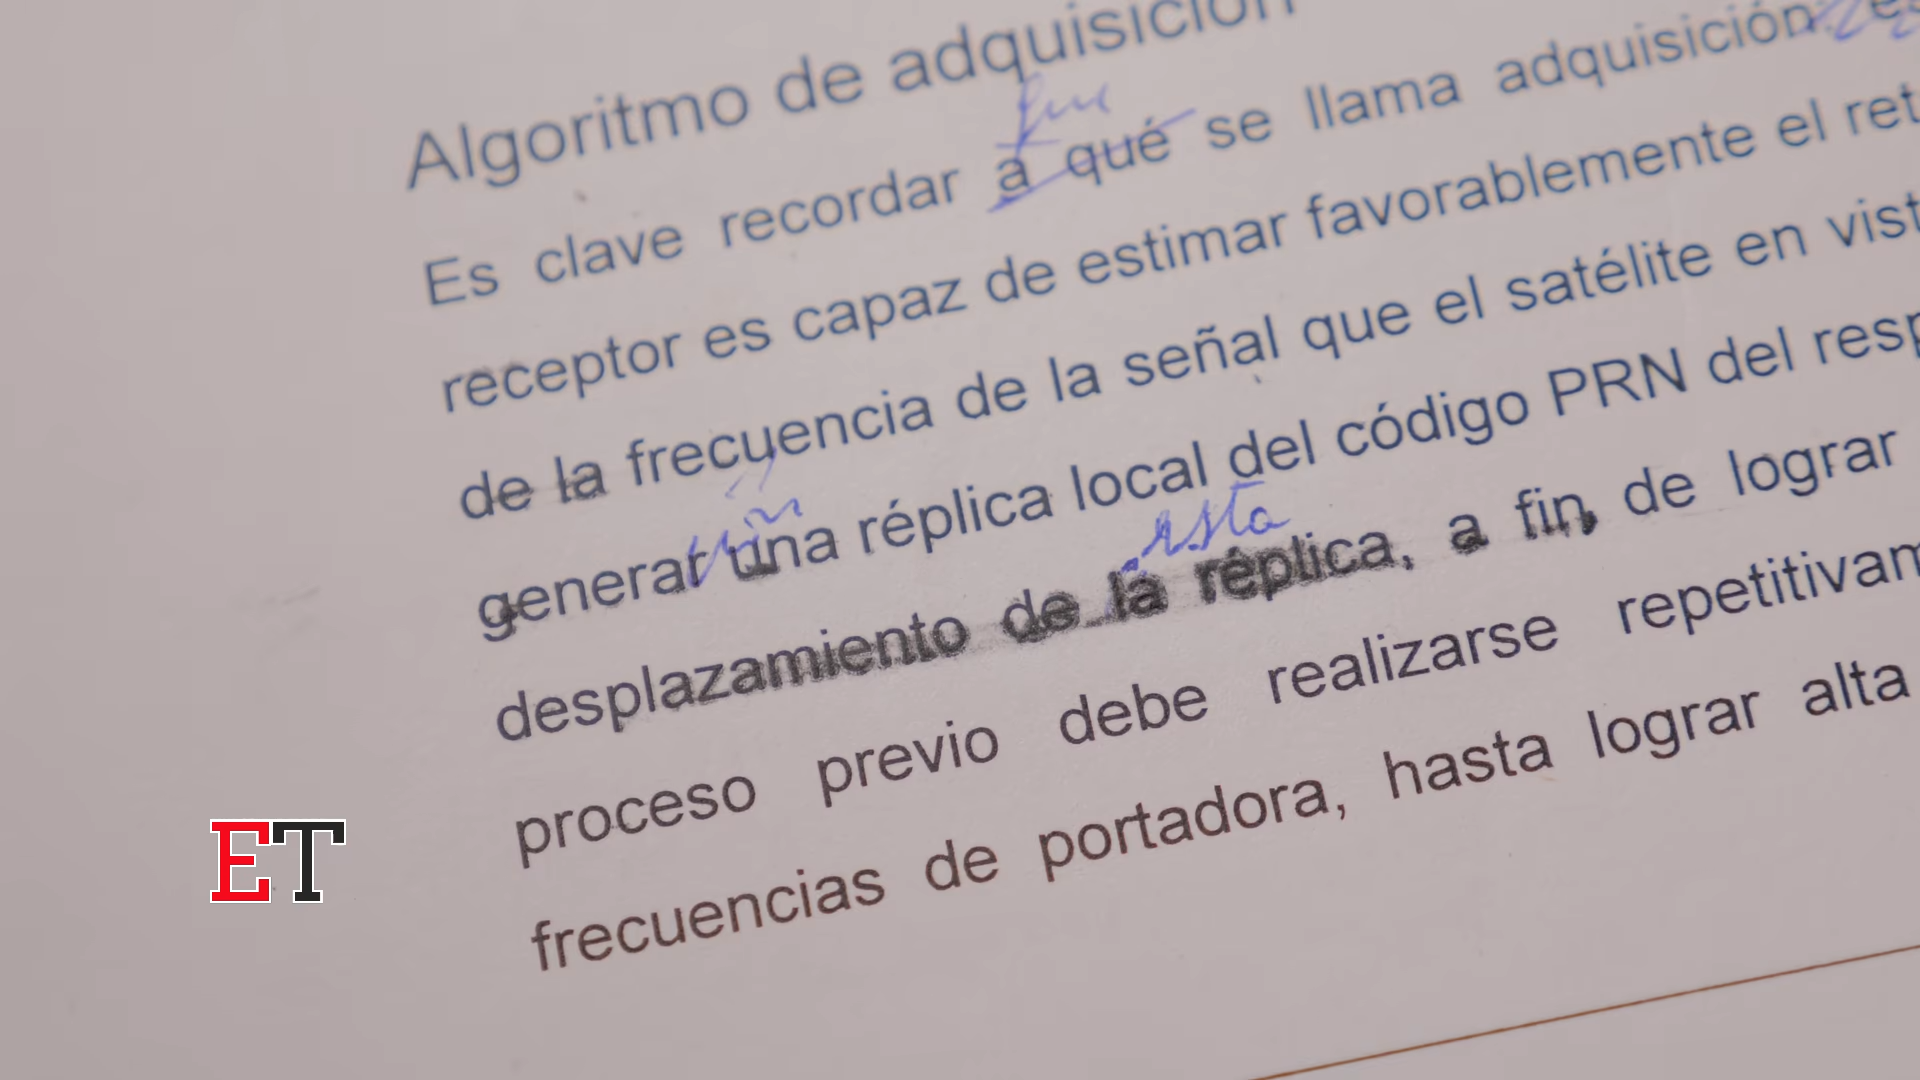 Algoritmo de adquisición
que
Es clave recordar a qué se llama adquisición
receptor es capaz de estimar favorablemente el ret
de la frecuencia de la señal que el satélite en vist
generar una réplica local del código PRN del resp
esta
desplazamiento de la réplica, a fin, de lograr
proceso previo debe realizarse repetitivam
frecuencias de portadora, hasta lograr alta
ET